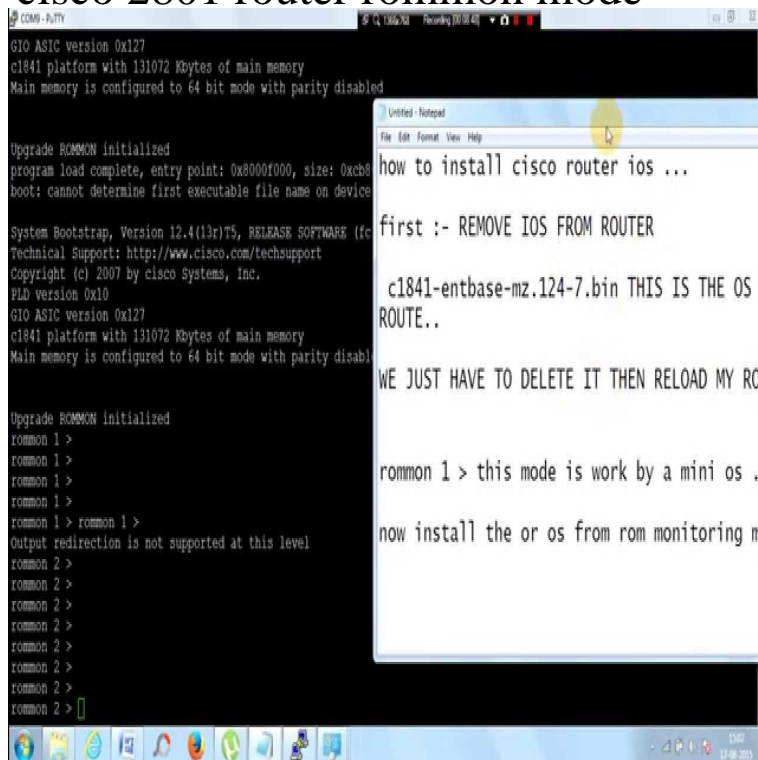 cisco 2801 router rommon mode
COM9 - PuTTY
Recording [00:08:40]
GIO ASIC version 0x127
c1841 platform with 131072 Kbytes of main memory
Main memory is configured to 64 bit mode with parity disabled
Upgrade ROMMON initialized
program load complete, entry point: 0x8000f000, size: 0xcb8
boot: cannot determine first executable file name on device
System Bootstrap, Version 12.4(13r)T5, RELEASE SOFTWARE (fc
Technical Support: http://www.cisco.com/techsupport
Copyright (c) 2007 by cisco Systems, Inc.
PLD version 0x10
GIO ASIC version 0x127
c1841 platform with 131072 Kbytes of main memory
Main memory is configured to 64 bit mode with parity disabl
Upgrade ROMMON initialized
rommon 1 >
rommon 1 >
rommon 1 >
rommon 1 >
rommon 1 > rommon 1 >
Output redirection is not supported at this level
rommon 2 >
rommon 2 >
rommon 2 >
rommon 2 >
rommon 2 >
rommon 2 >
rommon 2 >
rommon 2 >
Untitled - Notepad
File Edit Format View Help
how to install cisco router ios ...
first :- REMOVE IOS FROM ROUTER
c1841-entbase-mz.124-7.bin THIS IS THE OS
ROUTE..
WE JUST HAVE TO DELETE IT THEN RELOAD MY RO
rommon 1 > this mode is work by a mini os .
now install the or os from rom monitoring m